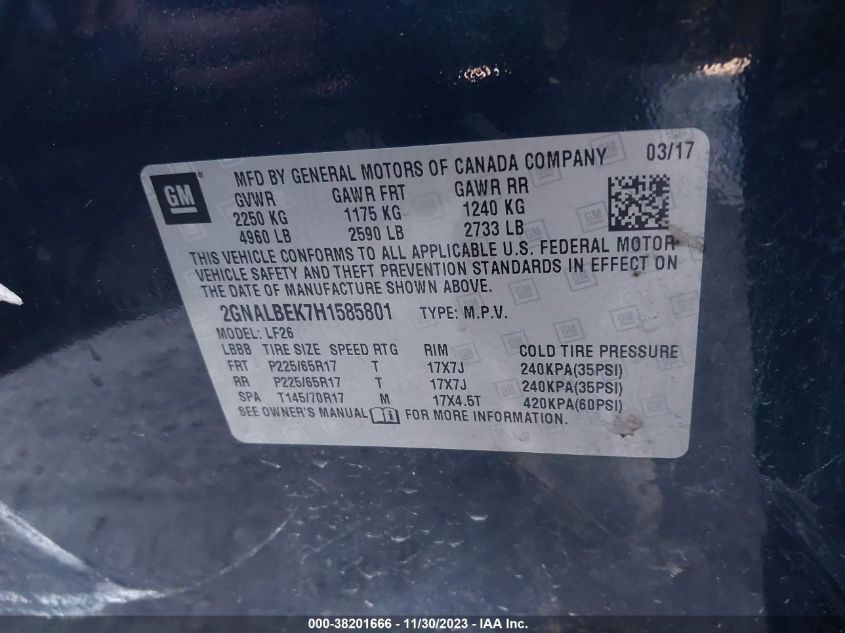 GM ® MFD BY GENERAL MOTORS OF CANADA COMPANY 03/17
GVWR GAWR FRT GAWR RR
2250 KG 1175 KG 1240 KG
4960 LB 2590 LB 2733 LB
THIS VEHICLE CONFORMS TO ALL APPLICABLE U.S. FEDERAL MOTOR
VEHICLE SAFETY AND THEFT PREVENTION STANDARDS IN EFFECT ON
THE DATE OF MANUFACTURE SHOWN ABOVE.
2GNALBEK7H1585801 TYPE: M.P.V.
MODEL: LF26
LBBB TIRE SIZE SPEED RTG RIM COLD TIRE PRESSURE
FRT P225/65R17 T 17X7J 240KPA(35PSI)
RR P225/65R17 T 17X7J 240KPA(35PSI)
SPA T145/70R17 M 17X4.5T 420KPA(60PSI)
SEE OWNER'S MANUAL FOR MORE INFORMATION.
000-38201666 - 11/30/2023 - IAA Inc.